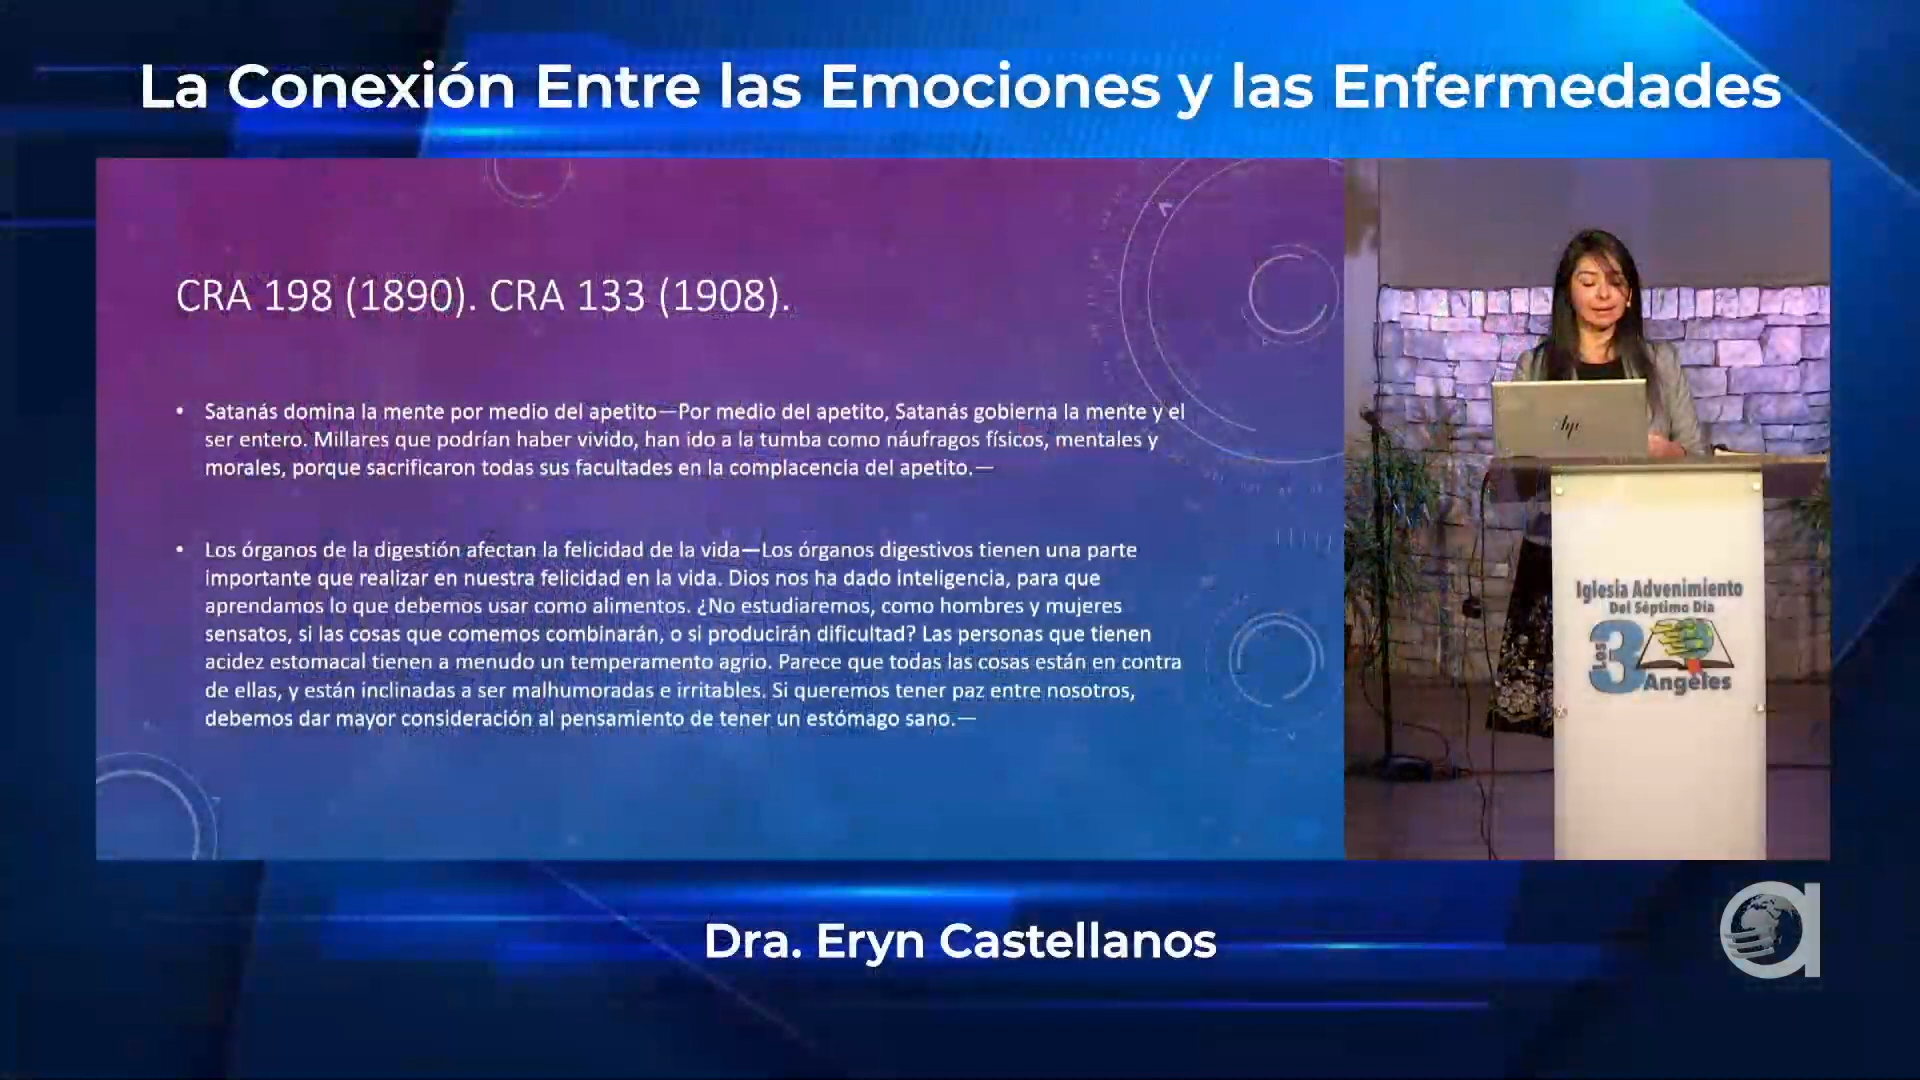 La Conexión Entre las Emociones y las Enfermedades
CRA 198 (1890). CRA 133 (1908).
• Satanás domina la mente por medio del apetito—Por medio del apetito, Satanás gobierna la mente y el
ser entero. Millares que podrían haber vivido, han ido a la tumba como náufragos físicos, mentales y
morales, porque sacrificaron todas sus facultades en la complacencia del apetito.—
• Los órganos de la digestión afectan la felicidad de la vida—Los órganos digestivos tienen una parte
importante que realizar en nuestra felicidad en la vida. Dios nos ha dado inteligencia, para que
aprendamos lo que debemos usar como alimentos. ¿No estudiaremos, como hombres y mujeres
sensatos, si las cosas que comemos combinarán, o si producirán dificultad? Las personas que tienen
acidez estomacal tienen a menudo un temperamento agrio. Parece que todas las cosas están en contra
de ellas, y están inclinadas a ser malhumoradas e irritables. Si queremos tener paz entre nosotros,
debemos dar mayor consideración al pensamiento de tener un estómago sano.—
hp
Iglesia Advenimiento
Del Séptimo Día
Los 3
Angeles
Dra. Eryn Castellanos
a